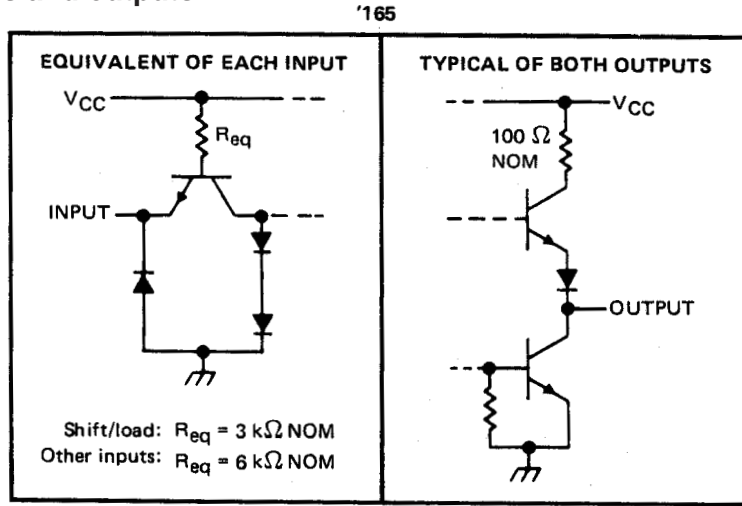 '165
EQUIVALENT OF EACH INPUT
VCC
Req
INPUT
Shift/load: Req = 3 kΩ NOM
Other inputs: Req = 6 kΩ NOM
TYPICAL OF BOTH OUTPUTS
VCC
100 Ω
NOM
OUTPUT